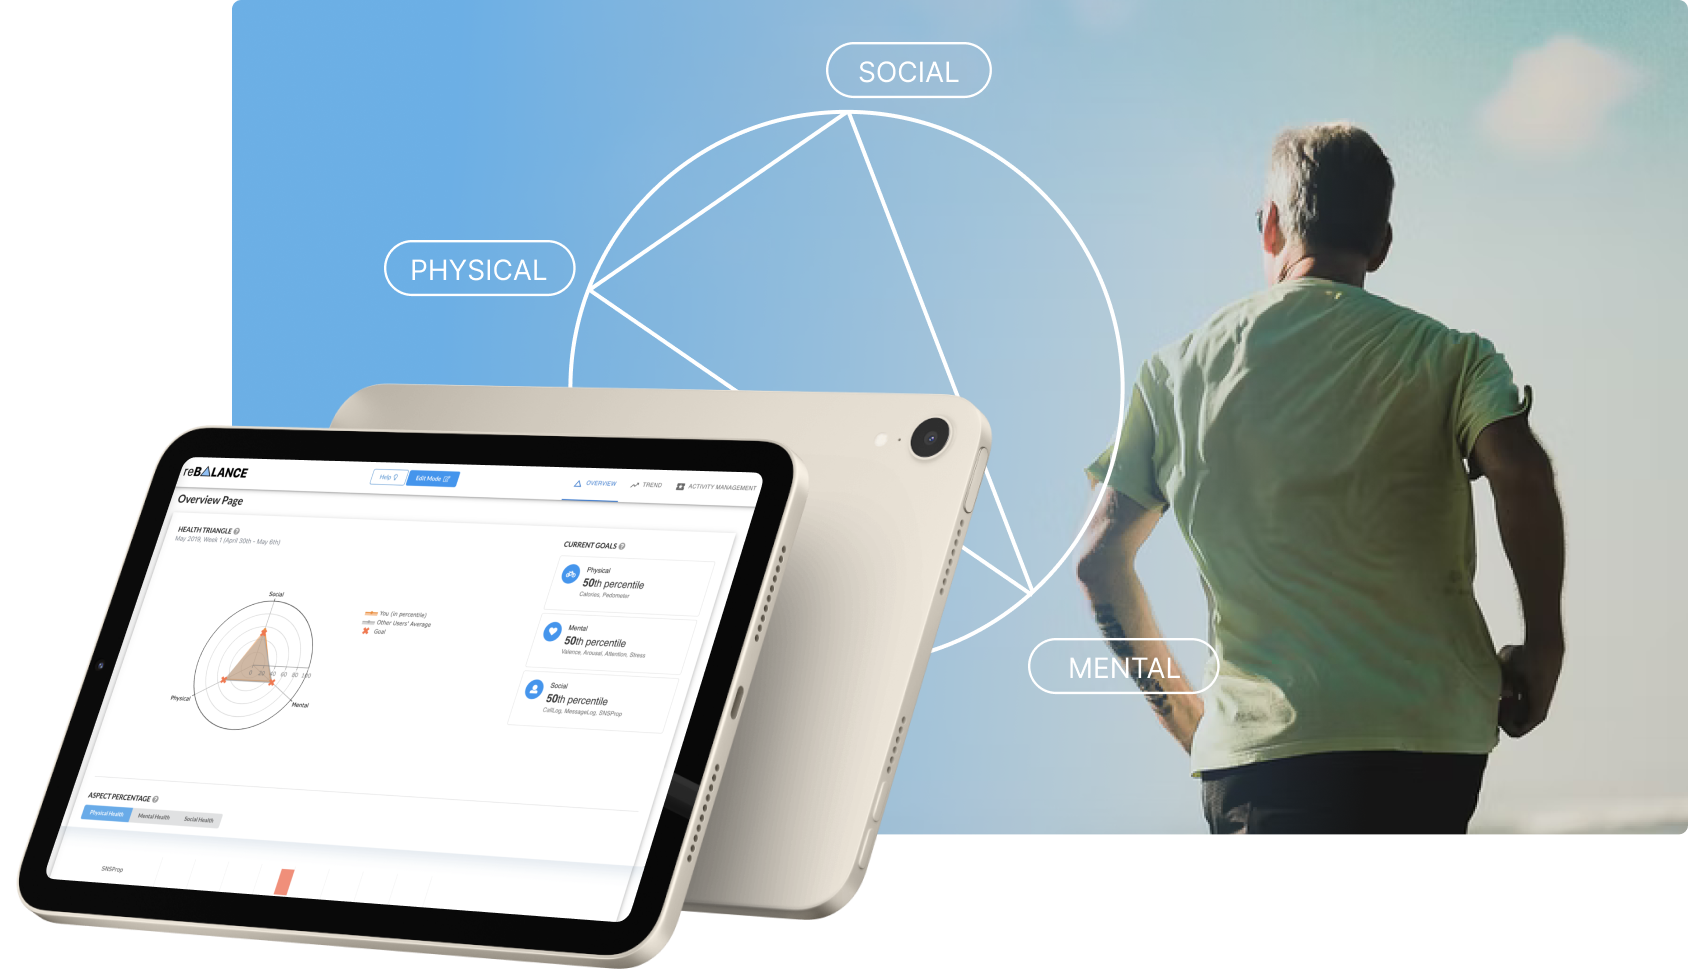 SOCIAL
PHYSICAL
MENTAL
reBALANCE
Help
Edit Mode
OVERVIEW
TREND
ACTIVITY MANAGEMENT
Overview Page
HEALTH TRIANGLE
May 2019, Week 1 (April 30th - May 6th)
Social
Physical
Mental
0 20 40 60 80 100
You (in percentile)
Other Users' Average
Goal
CURRENT GOALS
Physical
50th percentile
Calories, Pedometer
Mental
50th percentile
Valence, Arousal, Attention, Stress
Social
50th percentile
CallLog, MessageLog, SNSProp
ASPECT PERCENTAGE
Physical Health
Mental Health
Social Health
SNSProp